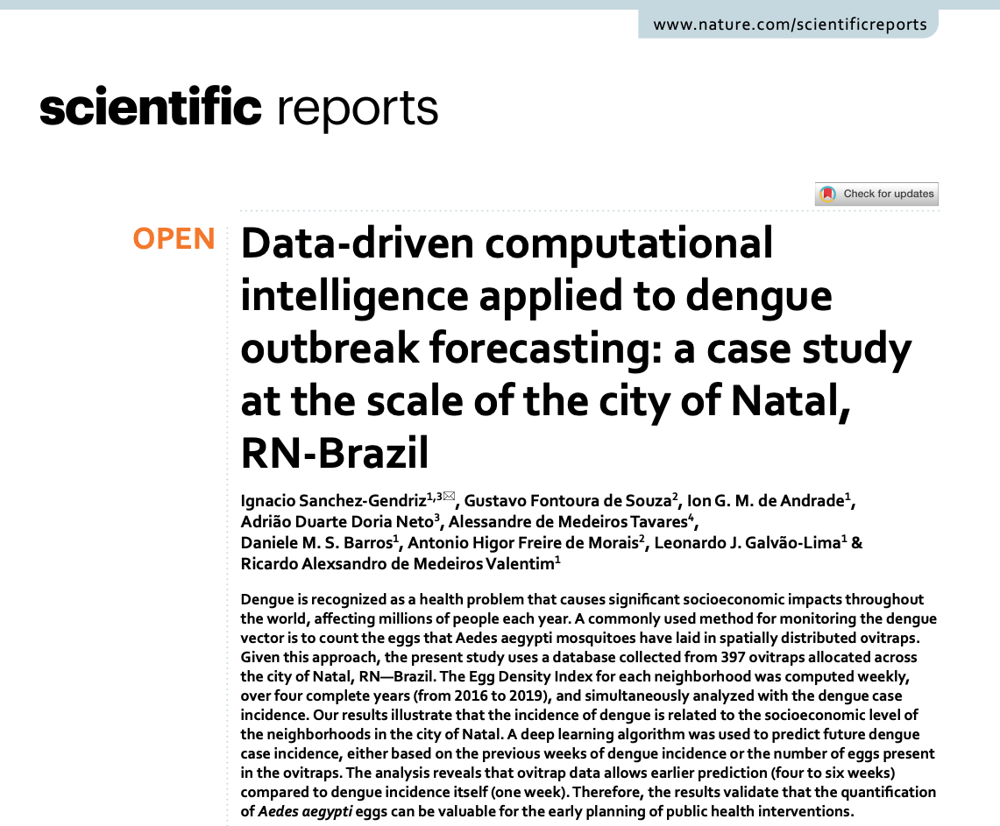 www.nature.com/scientificreports
scientific reports
Check for updates
OPEN
Data-driven computational
intelligence applied to dengue
outbreak forecasting: a case study
at the scale of the city of Natal,
RN-Brazil
Ignacio Sanchez-Gendriz1,3✉, Gustavo Fontoura de Souza2, Ion G. M. de Andrade1,
Adrião Duarte Doria Neto3, Alessandre de Medeiros Tavares4,
Daniele M. S. Barros1, Antonio Higor Freire de Morais2, Leonardo J. Galvão-Lima1 &
Ricardo Alexsandro de Medeiros Valentim1
Dengue is recognized as a health problem that causes significant socioeconomic impacts throughout
the world, affecting millions of people each year. A commonly used method for monitoring the dengue
vector is to count the eggs that Aedes aegypti mosquitoes have laid in spatially distributed ovitraps.
Given this approach, the present study uses a database collected from 397 ovitraps allocated across
the city of Natal, RN—Brazil. The Egg Density Index for each neighborhood was computed weekly,
over four complete years (from 2016 to 2019), and simultaneously analyzed with the dengue case
incidence. Our results illustrate that the incidence of dengue is related to the socioeconomic level of
the neighborhoods in the city of Natal. A deep learning algorithm was used to predict future dengue
case incidence, either based on the previous weeks of dengue incidence or the number of eggs present
in the ovitraps. The analysis reveals that ovitrap data allows earlier prediction (four to six weeks)
compared to dengue incidence itself (one week). Therefore, the results validate that the quantification
of Aedes aegypti eggs can be valuable for the early planning of public health interventions.